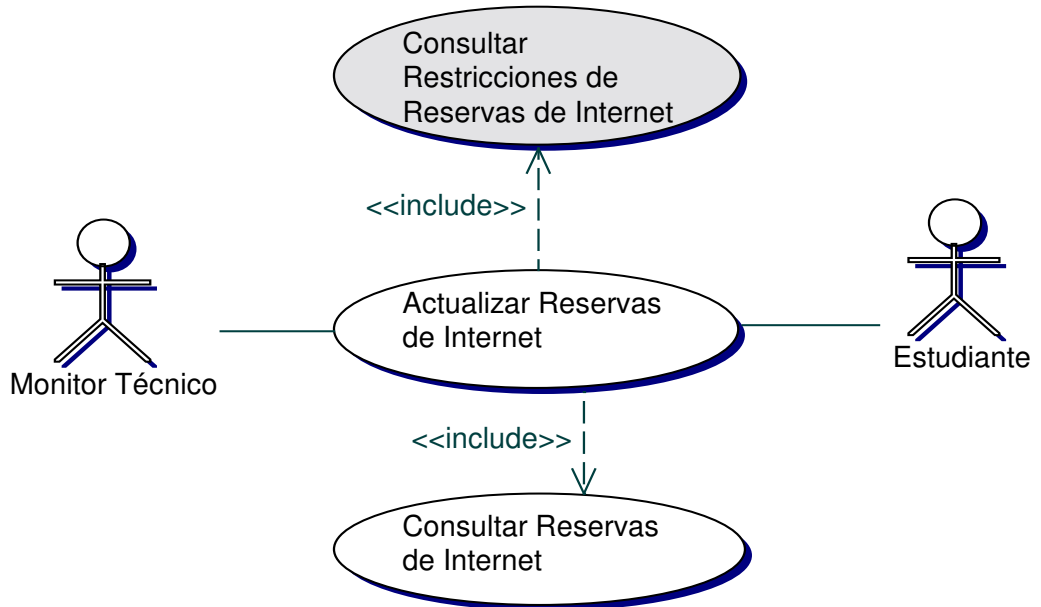 Consultar
Restricciones de
Reservas de Internet
<<include>>
Actualizar Reservas
de Internet
Monitor Técnico
Estudiante
<<include>>
Consultar Reservas
de Internet